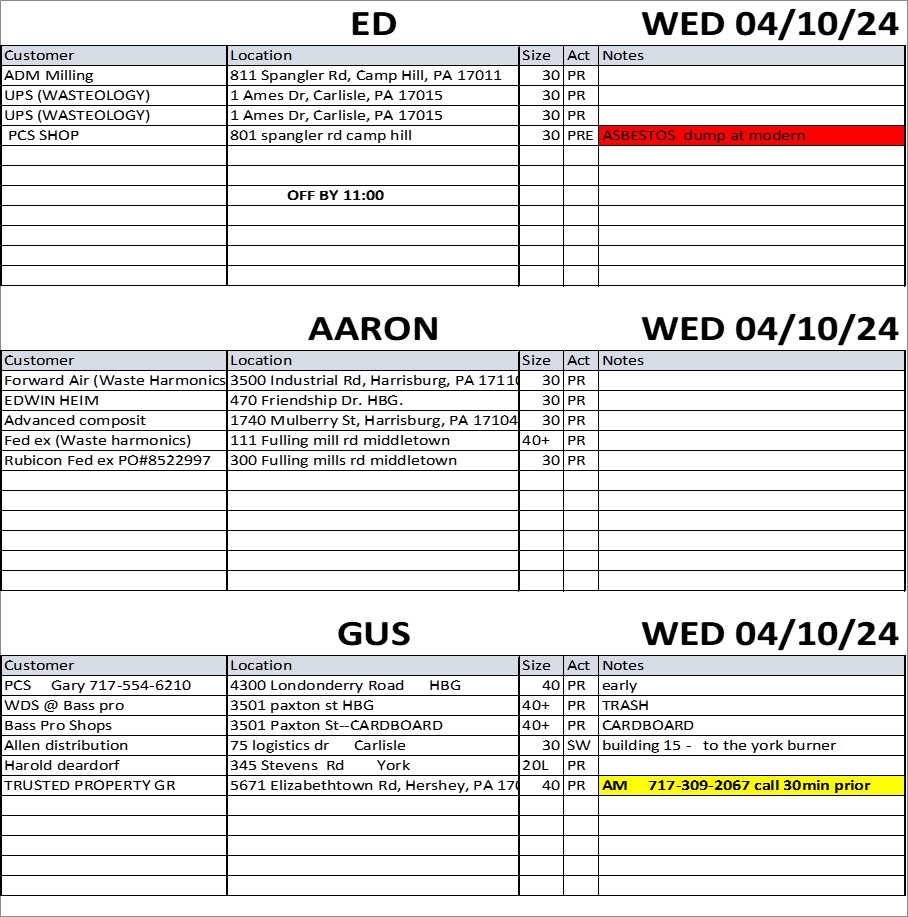 ED WED 04/10/24
Customer Location Size Act Notes
ADM Milling 811 Spangler Rd, Camp Hill, PA 17011 30 PR
UPS (WASTEOLOGY) 1 Ames Dr, Carlisle, PA 17015 30 PR
UPS (WASTEOLOGY) 1 Ames Dr, Carlisle, PA 17015 30 PR
PCS SHOP 801 spangler rd camp hill 30 PRE ASBESTOS dump at modern
OFF BY 11:00
AARON WED 04/10/24
Customer Location Size Act Notes
Forward Air (Waste Harmonics 3500 Industrial Rd, Harrisburg, PA 17110 30 PR
EDWIN HEIM 470 Friendship Dr. HBG. 30 PR
Advanced composit 1740 Mulberry St, Harrisburg, PA 17104 30 PR
Fed ex (Waste harmonics) 111 Fulling mill rd middletown 40+ PR
Rubicon Fed ex PO#8522997 300 Fulling mills rd middletown 30 PR
GUS WED 04/10/24
Customer Location Size Act Notes
PCS Gary 717-554-6210 4300 Londonderry Road HBG 40 PR early
WDS @ Bass pro 3501 paxton st HBG 40+ PR TRASH
Bass Pro Shops 3501 Paxton St--CARDBOARD 40+ PR CARDBOARD
Allen distribution 75 logistics dr Carlisle 30 SW building 15 - to the york burner
Harold deardorf 345 Stevens Rd York 20L PR
TRUSTED PROPERTY GR 5671 Elizabethtown Rd, Hershey, PA 170 40 PR AM 717-309-2067 call 30min prior